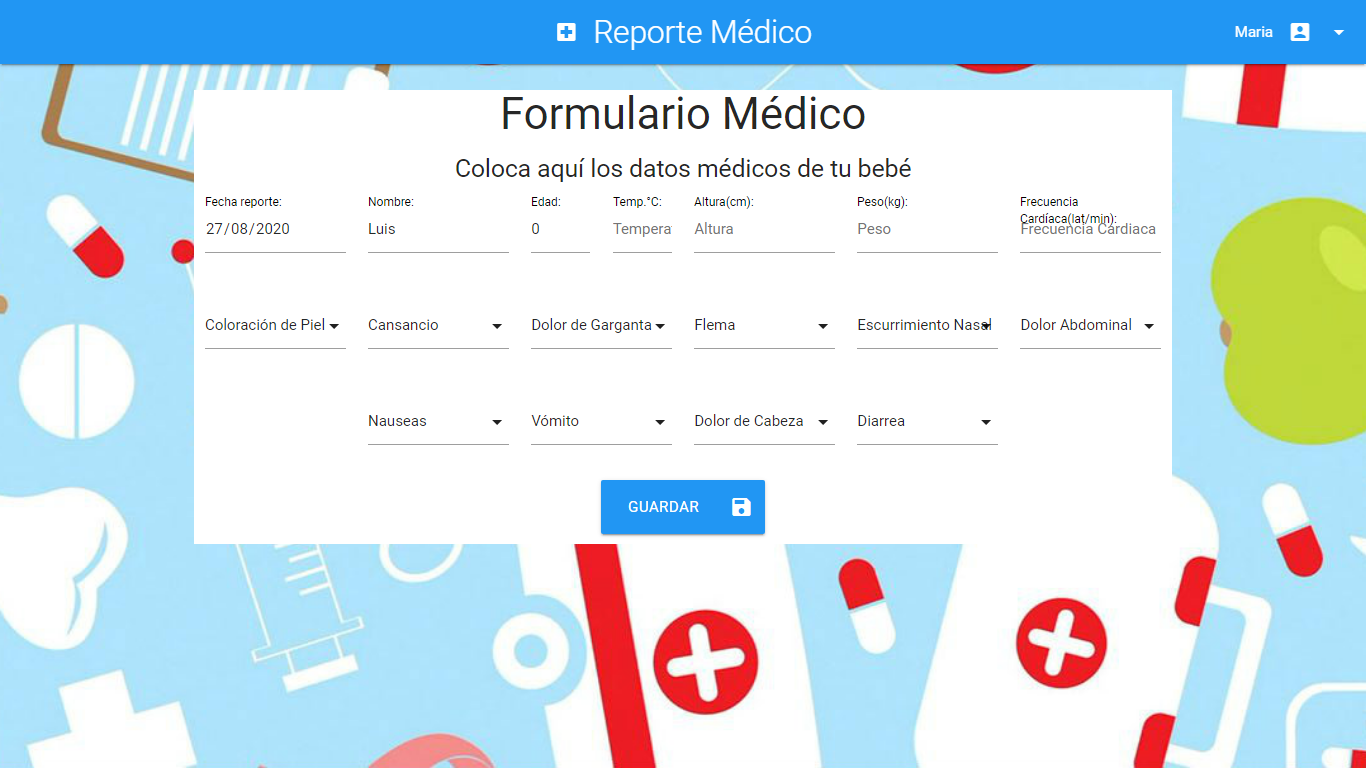 Reporte Médico
Maria
Formulario Médico
Coloca aquí los datos médicos de tu bebé
Fecha reporte:
27/08/2020
Nombre:
Luis
Edad:
0
Temp.°C:
Tempera
Altura(cm):
Altura
Peso(kg):
Peso
Frecuencia
Cardíaca(lat/min):
Frecuencia Cardiaca
Coloración de Piel
Cansancio
Dolor de Garganta
Flema
Escurrimiento Nasal
Dolor Abdominal
Nauseas
Vómito
Dolor de Cabeza
Diarrea
GUARDAR